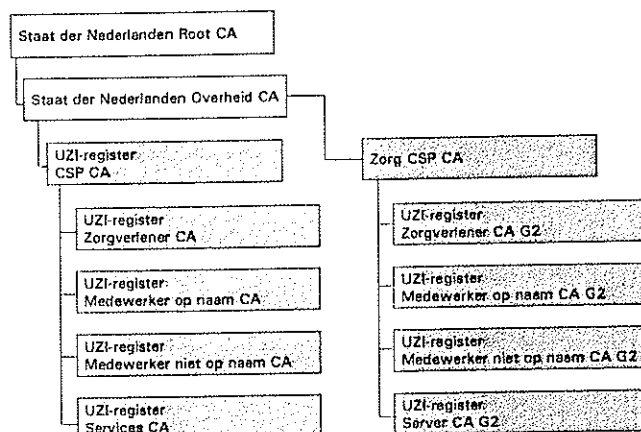 Staat der Nederlanden Root CA
Staat der Nederlanden Overheid CA
UZI-register
CSP CA
UZI-register
Zorgverlener CA
UZI-register
Medewerker op naam CA
UZI-register
Medewerker niet op naam CA
UZI-register
Services CA
Zorg CSP CA
UZI-register
Zorgverlener CA G2
UZI-register
Medewerker op naam CA G2
UZI-register
Medewerker niet op naam CA G2
UZI-register
Server CA G2